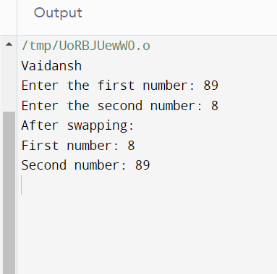 Output
/tmp/UoRBJUewWO.o
Vaidansh
Enter the first number: 89
Enter the second number: 8
After swapping:
First number: 8
Second number: 89